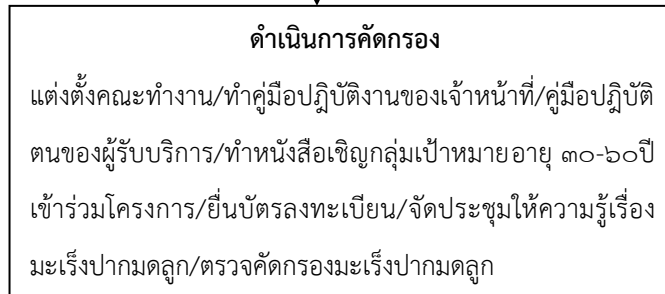 ดำเนินการคัดกรอง
แต่งตั้งคณะทำงาน/ทำคู่มือปฎิบัติงานของเจ้าหน้าที่/คู่มือปฎิบัติ
ตนของผู้รับบริการ/ทำหนังสือเชิญกลุ่มเป้าหมายอายุ ๓๐-๖๐ปี
เข้าร่วมโครงการ/ยื่นบัตรลงทะเบียน/จัดประชุมให้ความรู้เรื่อง
มะเร็งปากมดลูก/ตรวจคัดกรองมะเร็งปากมดลูก